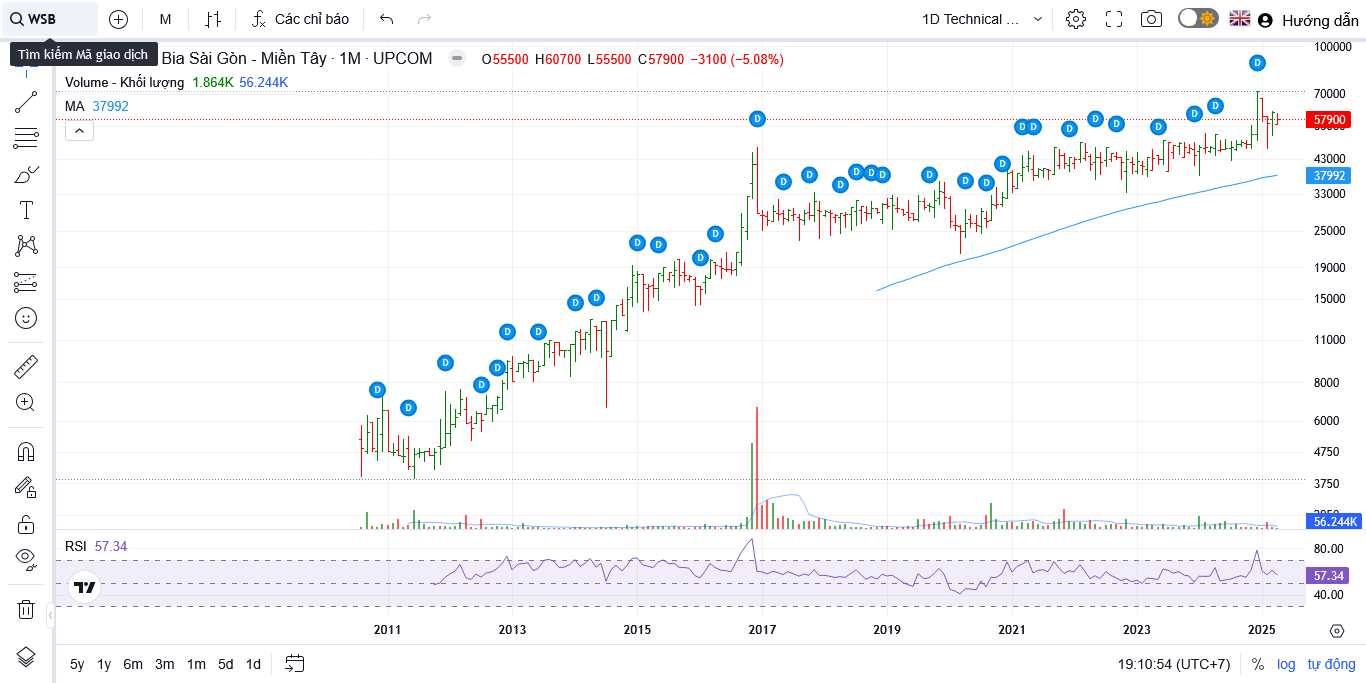 WSB M Các chỉ báo 1D Technical ... Hướng dẫn
Tìm kiếm Mã giao dịch
Bia Sài Gòn - Miền Tây · 1M · UPCOM O55500 H60700 L55500 C57900 −3100 (−5.08%)
Volume - Khối lượng 1.864K 56.244K
MA 37992
100000
70000
57900
43000
37992
33000
25000
19000
15000
11000
8000
6000
4750
3750
56.244K
D D D D D D D D D D D D D D D D D D D D D D D D D D D D D D D D D D D D
RSI 57.34
80.00
57.34
40.00
2011 2013 2015 2017 2019 2021 2023 2025
5y 1y 6m 3m 1m 5d 1d 19:10:54 (UTC+7) % log tự động